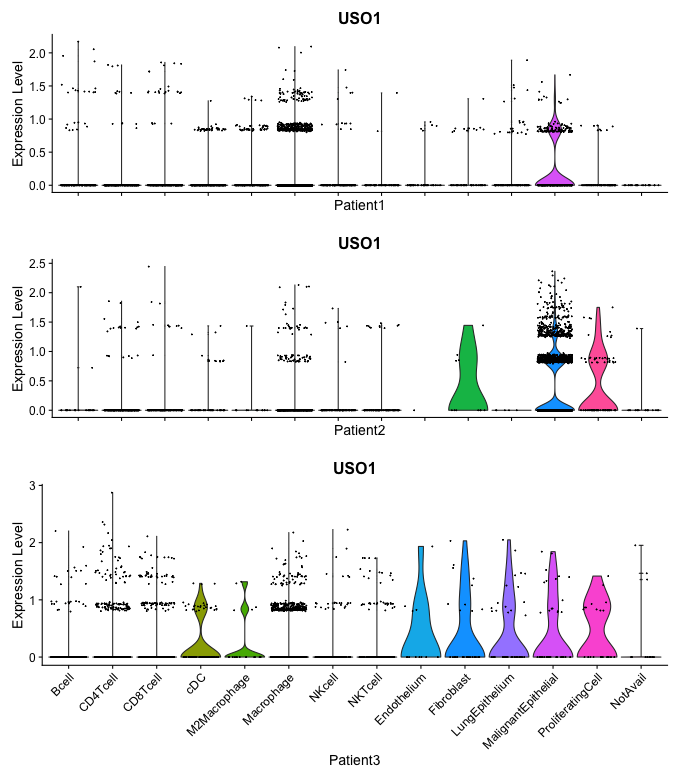 USO1
Expression Level
2.0
1.5
1.0
0.5
0.0
Patient1
USO1
Expression Level
2.5
2.0
1.5
1.0
0.5
0.0
Patient2
USO1
Expression Level
3
2
1
0
Bcell
CD4Tcell
CD8Tcell
cDC
M2Macrophage
Macrophage
NKcell
NKTcell
Endothelium
Fibroblast
LungEpithelium
MalignantEpithelial
ProliferatingCell
NotAvail
Patient3